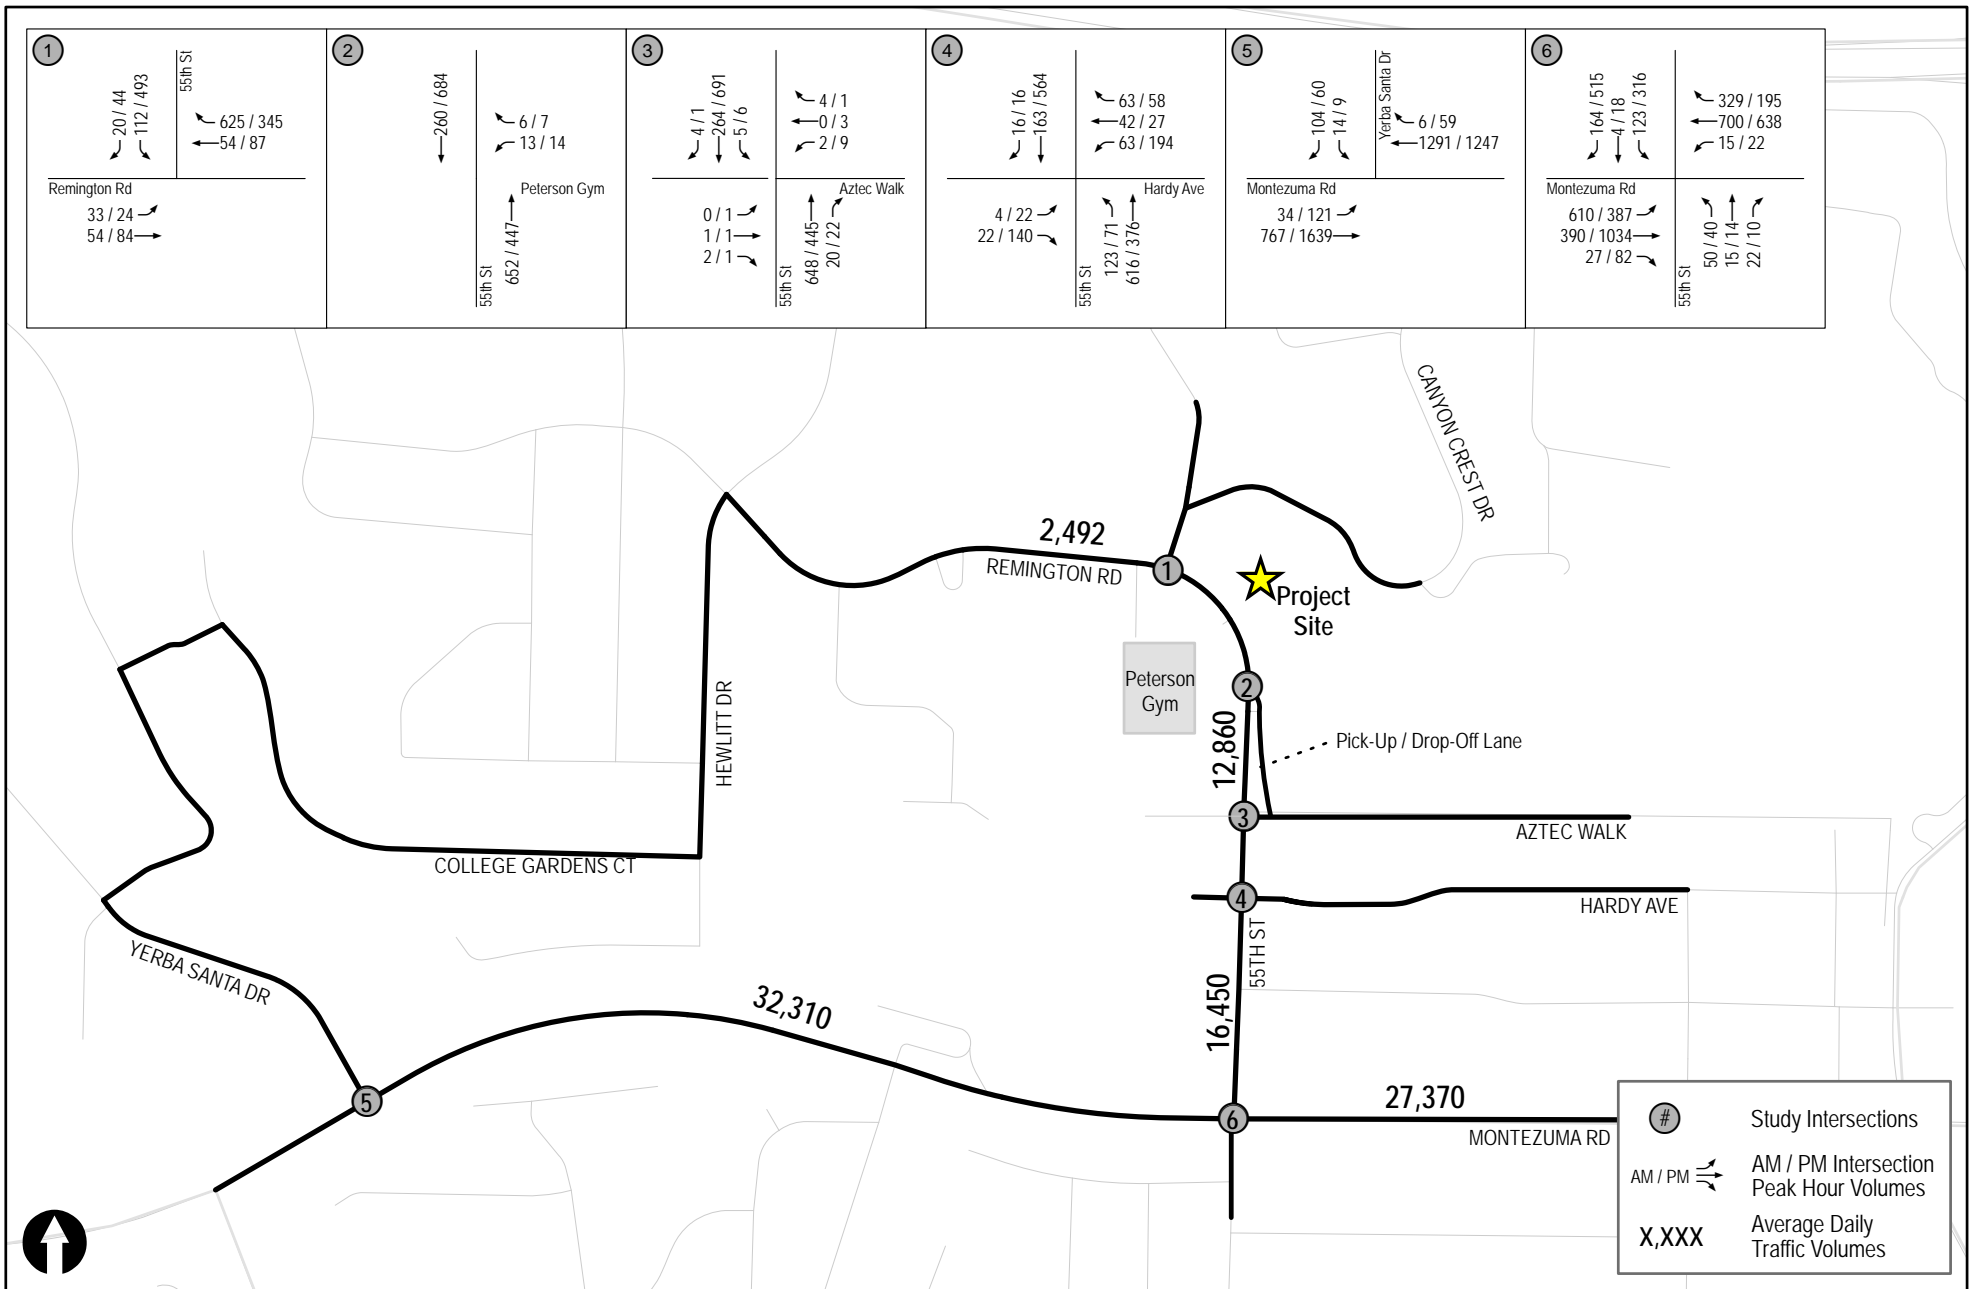 1
55th St
20 / 44
112 / 493
625 / 345
54 / 87
Remington Rd
33 / 24
54 / 84
2
260 / 684
6 / 7
13 / 14
Peterson Gym
55th St
652 / 447
3
4 / 1
264 / 691
5 / 6
4 / 1
0 / 3
2 / 9
Aztec Walk
0 / 1
1 / 1
2 / 1
55th St
648 / 445
20 / 22
4
16 / 16
163 / 564
63 / 58
42 / 27
63 / 194
Hardy Ave
4 / 22
22 / 140
55th St
123 / 71
616 / 376
5
104 / 60
14 / 9
Yerba Santa Dr
6 / 59
1291 / 1247
Montezuma Rd
34 / 121
767 / 1639
6
164 / 515
4 / 18
123 / 316
329 / 195
700 / 638
15 / 22
Montezuma Rd
610 / 387
390 / 1034
27 / 82
55th St
50 / 40
15 / 14
22 / 10
CANYON CREST DR
2,492
REMINGTON RD
1
Project
Site
Peterson
Gym
2
HEWLITT DR
12,860
Pick-Up / Drop-Off Lane
3
AZTEC WALK
COLLEGE GARDENS CT
4
HARDY AVE
YERBA SANTA DR
55TH ST
32,310
16,450
5
6
27,370
MONTEZUMA RD
# Study Intersections
AM / PM
AM / PM Intersection
Peak Hour Volumes
X,XXX
Average Daily
Traffic Volumes